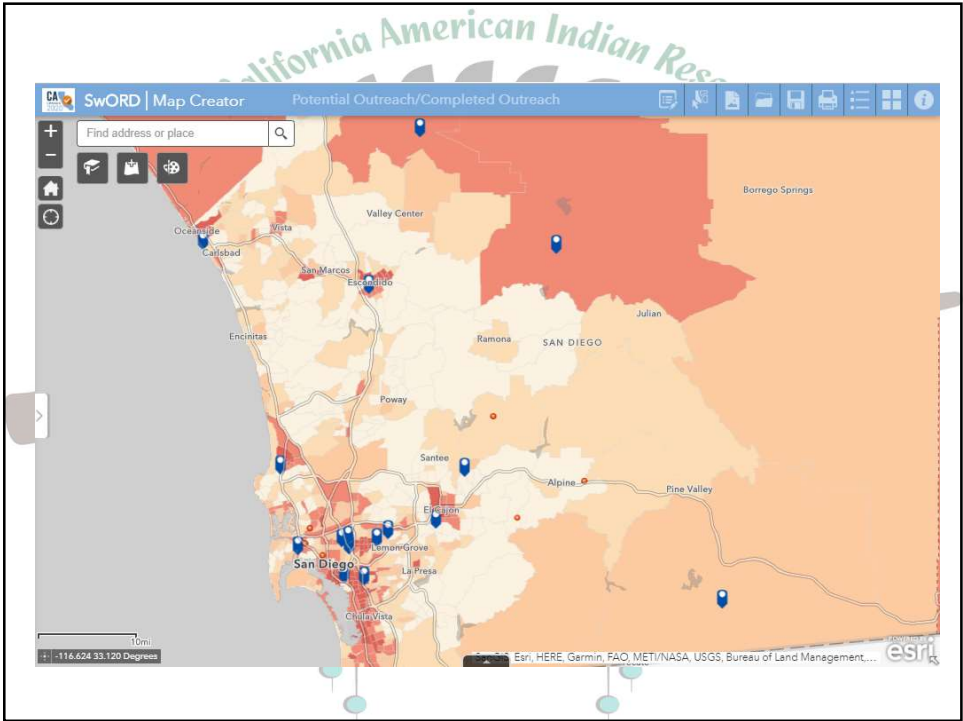 California American Indian Res
CA
SwORD | Map Creator
Potential Outreach/Completed Outreach
Find address or place
Borrego Springs
Valley Center
Oceanside
Vista
Carlsbad
San Marcos
Escondido
Julian
Encinitas
Ramona
SAN DIEGO
Poway
Santee
Alpine
Pine Valley
El Cajon
Lemon Grove
San Diego
La Presa
Chula Vista
10mi
-116.624 33.120 Degrees
Esri, HERE, Garmin, FAO, METI/NASA, USGS, Bureau of Land Management,...
esri